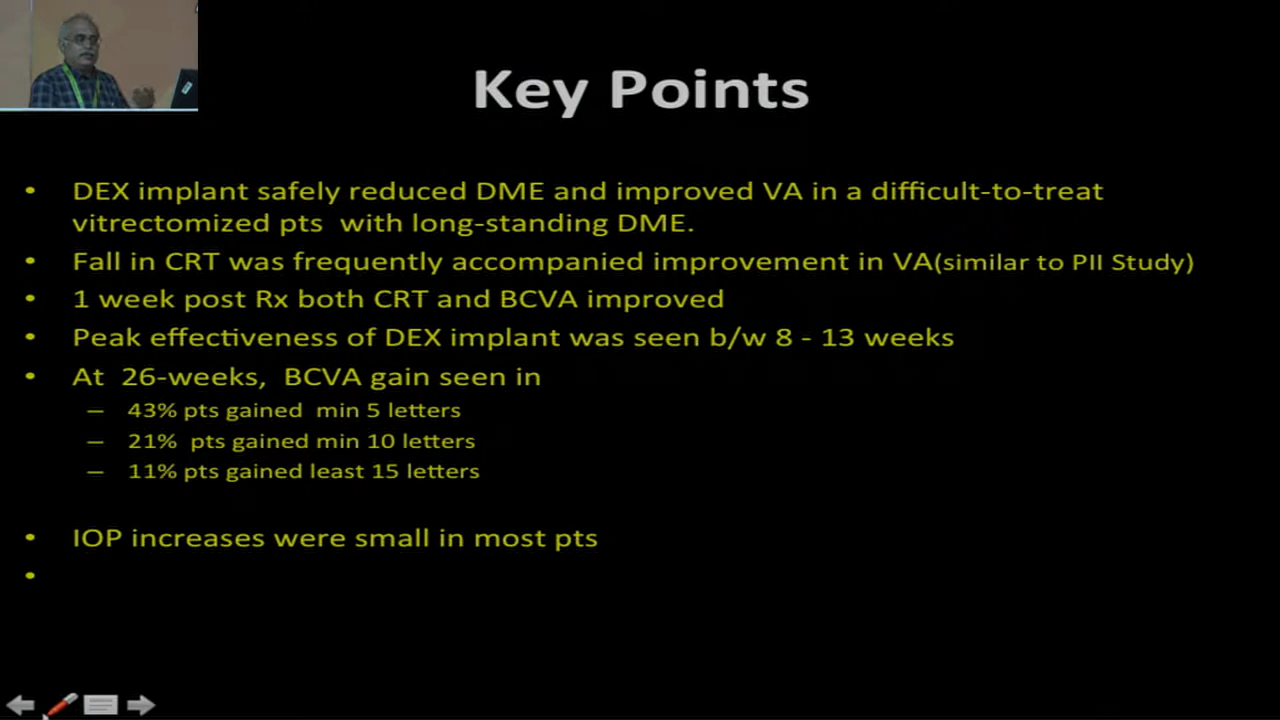 Key Points
• DEX implant safely reduced DME and improved VA in a difficult-to-treat
vitrectomized pts with long-standing DME.
• Fall in CRT was frequently accompanied improvement in VA(similar to PII Study)
• 1 week post Rx both CRT and BCVA improved
• Peak effectiveness of DEX implant was seen b/w 8 - 13 weeks
• At 26-weeks, BCVA gain seen in
– 43% pts gained min 5 letters
– 21% pts gained min 10 letters
– 11% pts gained least 15 letters
• IOP increases were small in most pts
•